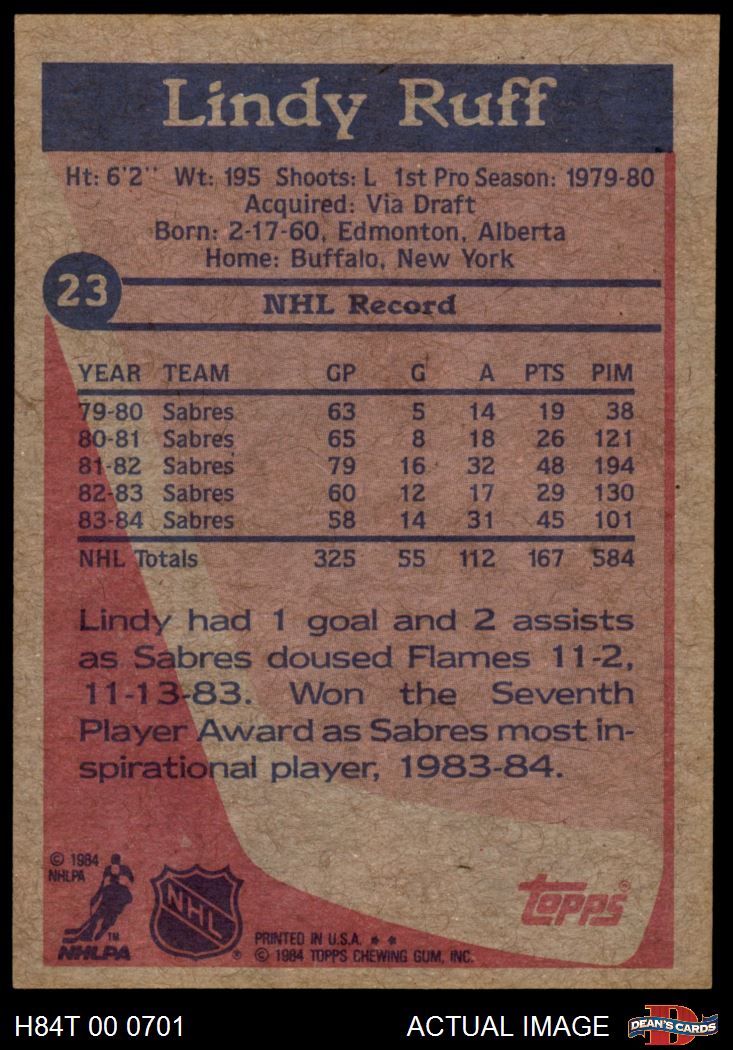 Lindy Ruff
Ht: 6'2" Wt: 195 Shoots: L 1st Pro Season: 1979-80
Acquired: Via Draft
Born: 2-17-60, Edmonton, Alberta
Home: Buffalo, New York
23
NHL Record
YEAR TEAM GP G A PTS PIM
79-80 Sabres 63 5 14 19 38
80-81 Sabres 65 8 18 26 121
81-82 Sabres 79 16 32 48 194
82-83 Sabres 60 12 17 29 130
83-84 Sabres 58 14 31 45 101
NHL Totals 325 55 112 167 584
Lindy had 1 goal and 2 assists
as Sabres doused Flames 11-2,
11-13-83. Won the Seventh
Player Award as Sabres most in-
spirational player, 1983-84.
© 1984
NHLPA
TM
NHLPA
NHL ®
PRINTED IN U.S.A. * *
© 1984 TOPPS CHEWING GUM, INC.
Topps ®
H84T 00 0701
ACTUAL IMAGE
D
DEAN'S CARDS